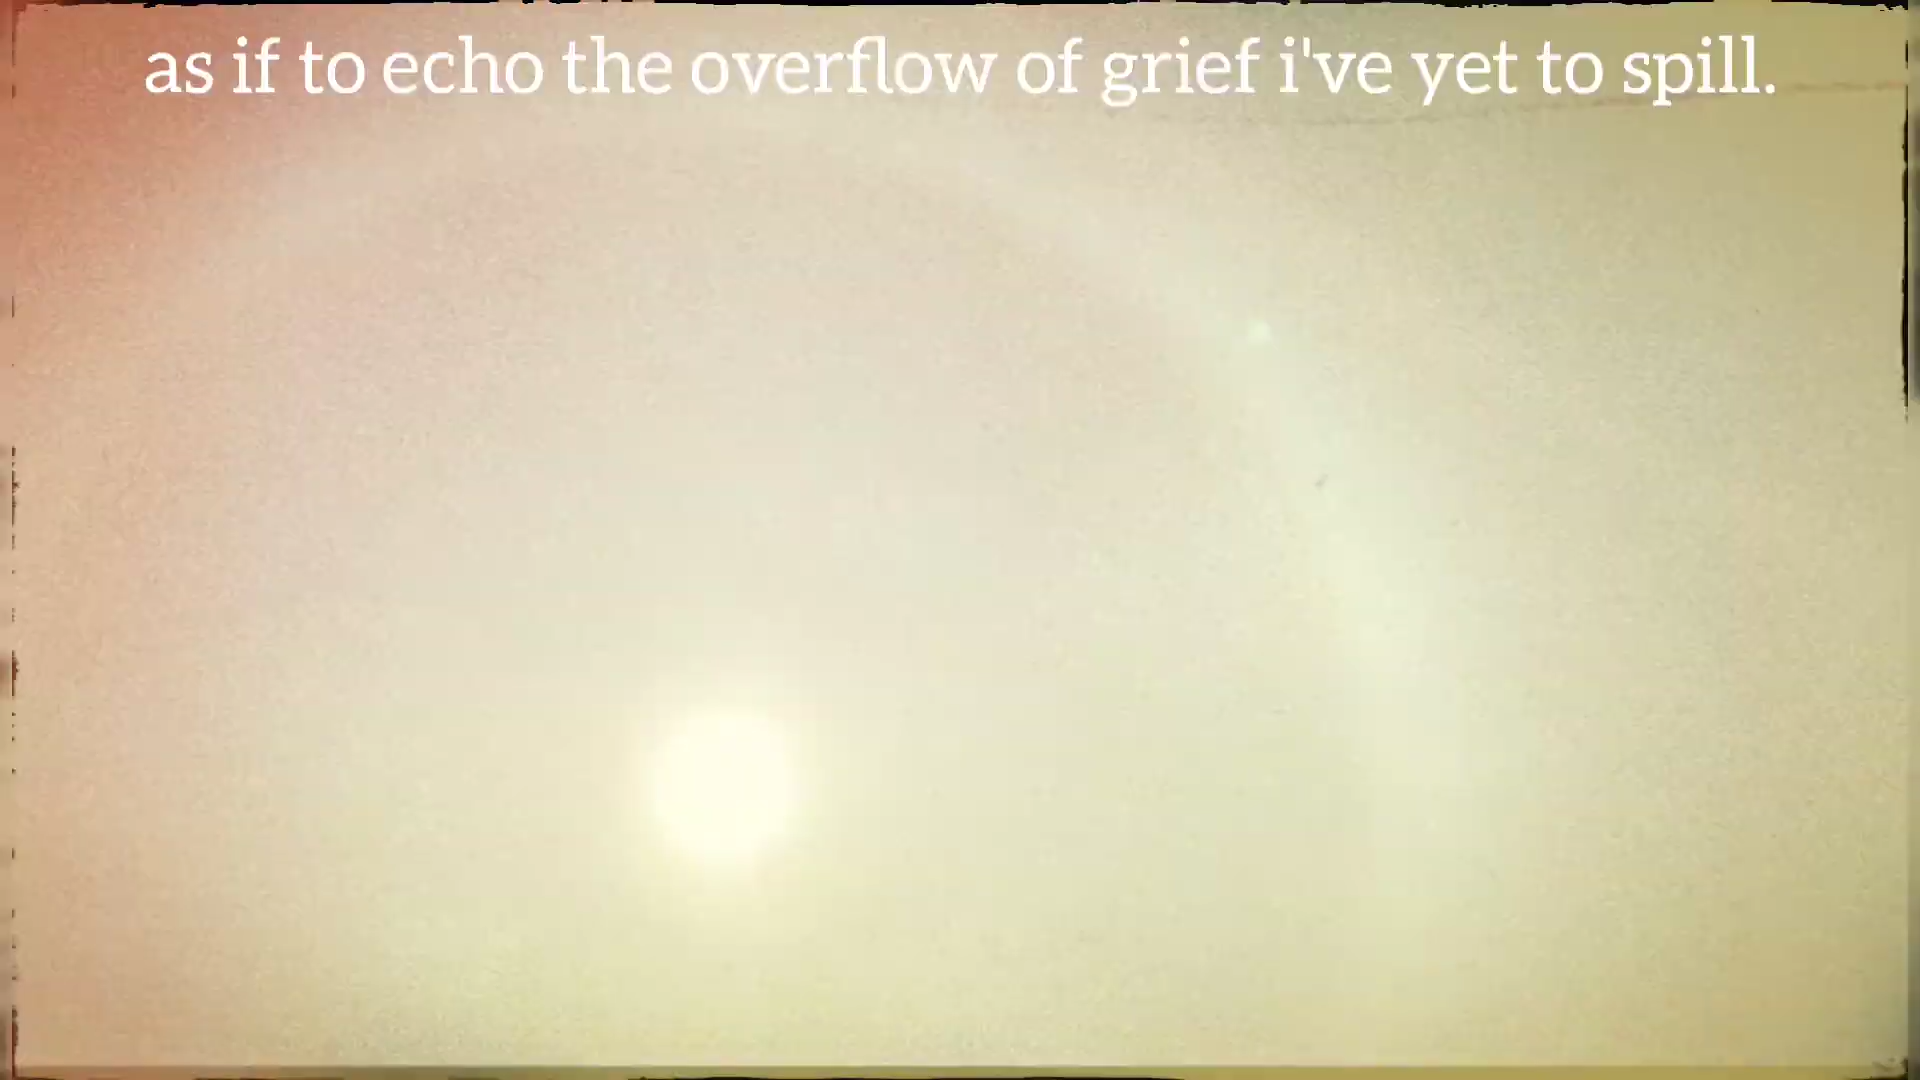 as if to echo the overflow of grief i've yet to spill.